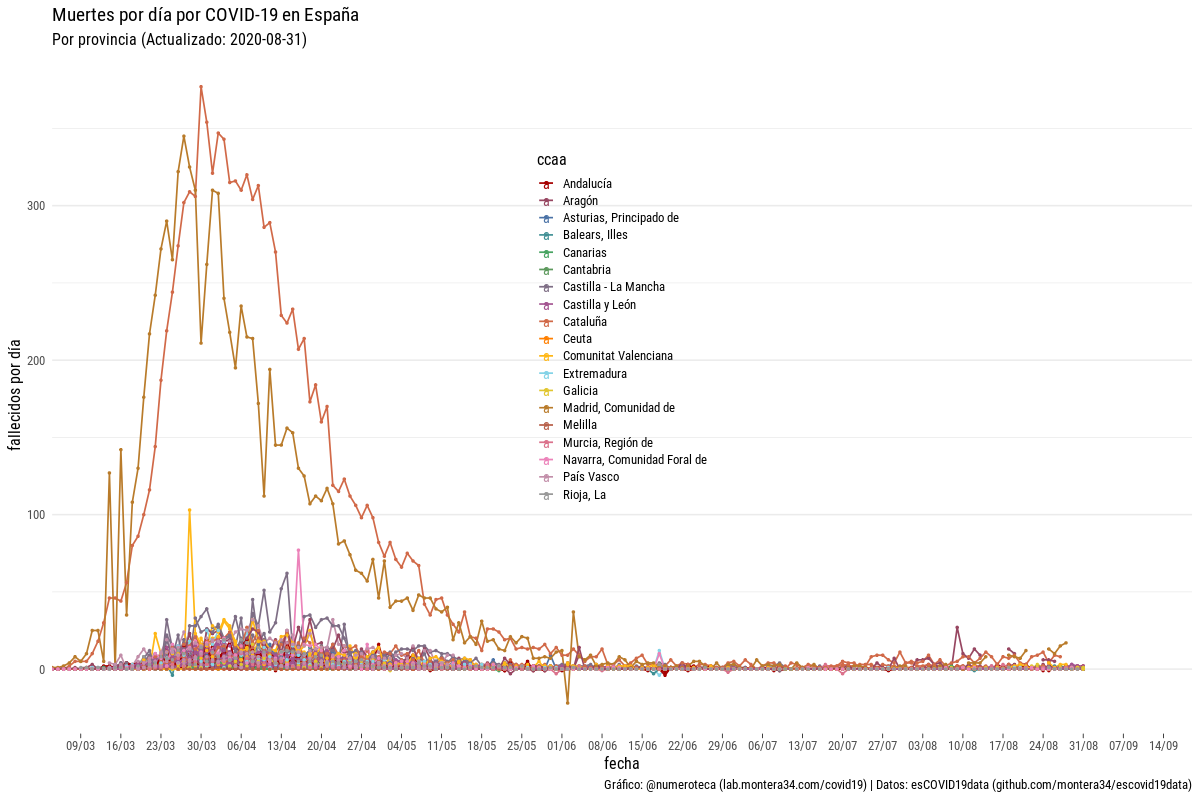 Muertes por día por COVID-19 en España
Por provincia (Actualizado: 2020-08-31)
fallecidos por día
300
200
100
0
ccaa
Andalucía
Aragón
Asturias, Principado de
Balears, Illes
Canarias
Cantabria
Castilla - La Mancha
Castilla y León
Cataluña
Ceuta
Comunitat Valenciana
Extremadura
Galicia
Madrid, Comunidad de
Melilla
Murcia, Región de
Navarra, Comunidad Foral de
País Vasco
Rioja, La
09/03 16/03 23/03 30/03 06/04 13/04 20/04 27/04 04/05 11/05 18/05 25/05 01/06 08/06 15/06 22/06 29/06 06/07 13/07 20/07 27/07 03/08 10/08 17/08 24/08 31/08 07/09 14/09
fecha
Gráfico: @numeroteca (lab.montera34.com/covid19) | Datos: esCOVID19data (github.com/montera34/escovid19data)